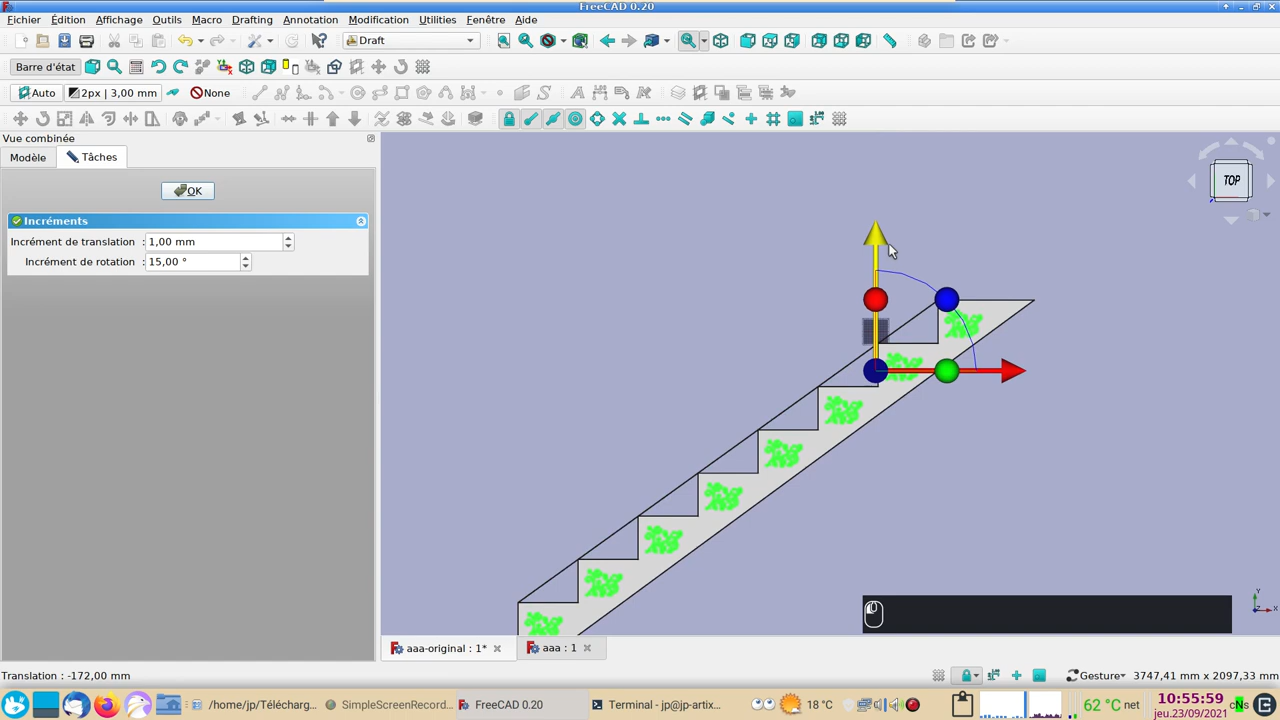 FreeCAD 0.20
Fichier Édition Affichage Outils Macro Drafting Annotation Modification Utilities Fenêtre Aide
Draft
Barre d'état
Auto 2px | 3,00 mm None
Vue combinée
Modèle Tâches
OK
Incréments
Incrément de translation : 1,00 mm
Incrément de rotation : 15,00 °
TOP
Y
Z X
aaa-original : 1* aaa : 1
Translation : -172,00 mm Gesture 3747,41 mm x 2097,33 mm
/home/jp/Télécharg... SimpleScreenRecord... FreeCAD 0.20 Terminal - jp@jp-artix... 18 °C 62 °C net 10:55:59
jeu.23/09/2021 cNs